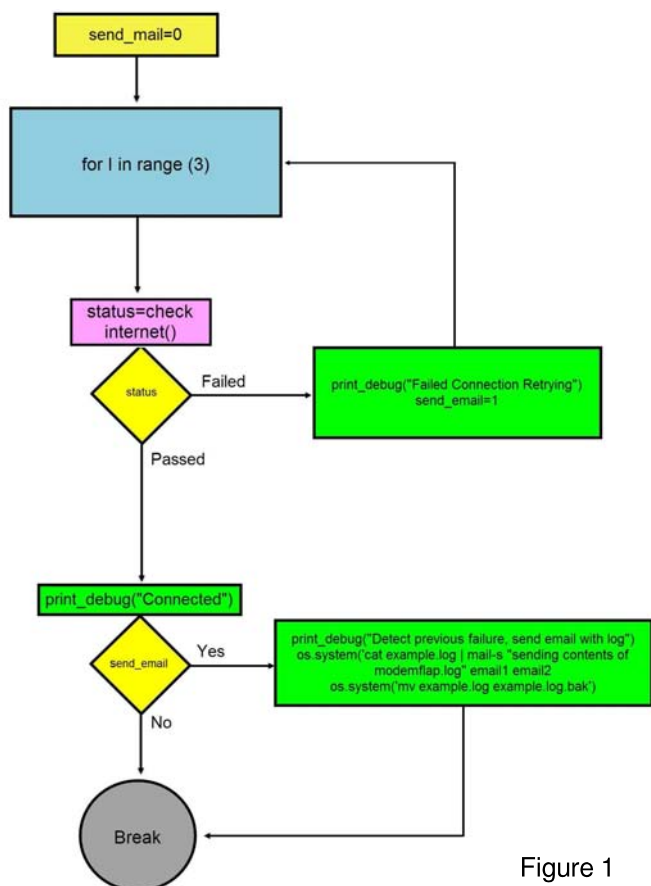 send_mail=0
for I in range (3)
status=check
internet()
status
Failed
print_debug("Failed Connection Retrying")
send_email=1
Passed
print_debug("Connected")
send_email
Yes
print_debug("Detect previous failure, send email with log")
os.system('cat example.log | mail-s "sending contents of
modemflap.log" email1 email2
os.system('mv example.log example.log.bak')
No
Break
Figure 1